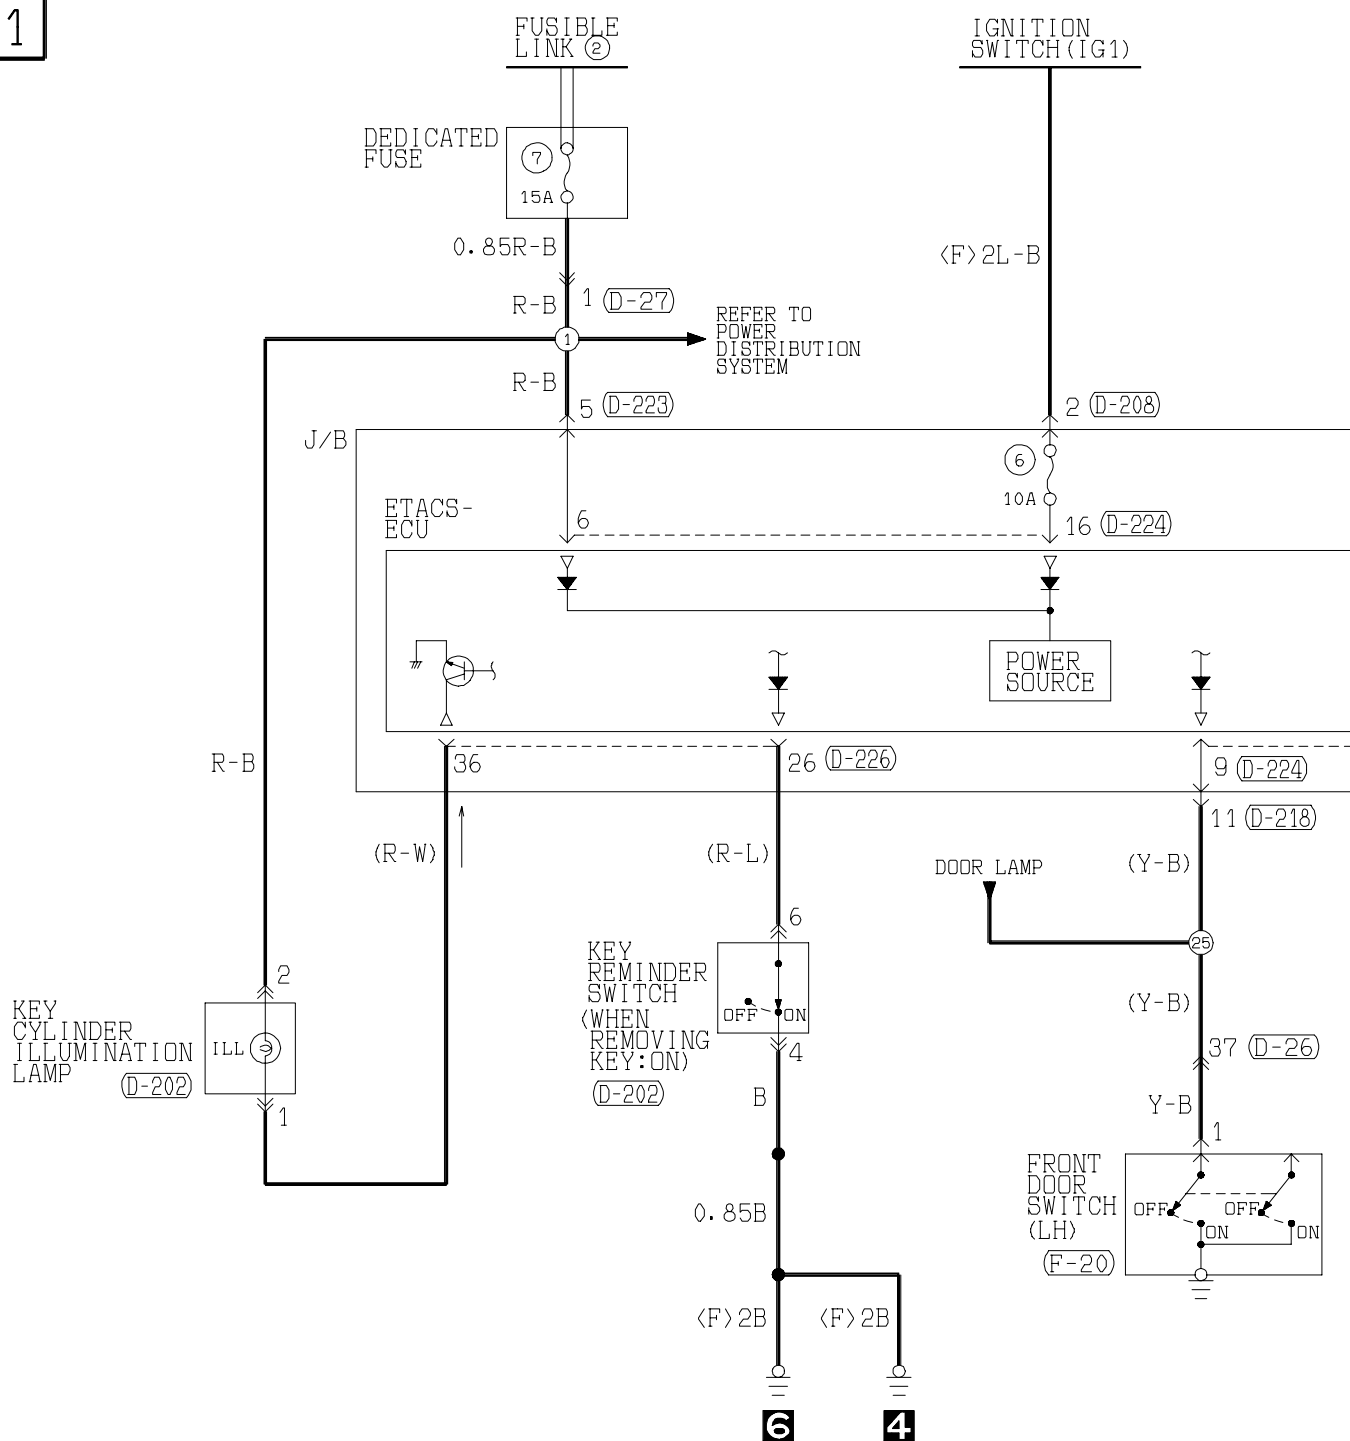 1
FUSIBLE
LINK ②
IGNITION
SWITCH(IG1)
DEDICATED
FUSE
7
15A
0.85R-B
<F>2L-B
1 (D-27)
R-B
REFER TO
POWER
DISTRIBUTION
SYSTEM
1
R-B
5 (D-223)
2 (D-208)
J/B
6
10A
ETACS-
ECU
6
16 (D-224)
POWER
SOURCE
R-B
36
26 (D-226)
9 (D-224)
11 (D-218)
(R-W)
(R-L)
DOOR LAMP
(Y-B)
6
25
KEY
REMINDER
SWITCH
(WHEN
REMOVING
KEY:ON)
(D-202)
OFF
ON
4
2
KEY
CYLINDER
ILLUMINATION
LAMP
(D-202)
ILL
1
(Y-B)
37 (D-26)
B
Y-B
1
FRONT
DOOR
SWITCH
(LH)
(F-20)
OFF
ON
OFF
ON
0.85B
<F>2B
<F>2B
6
4